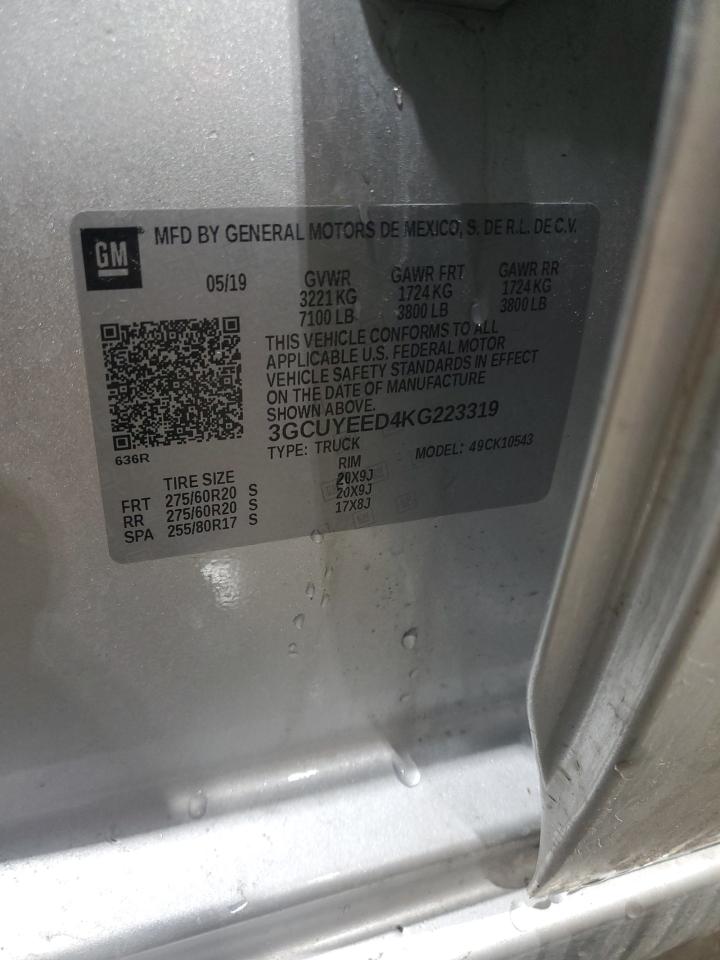 GM
MFD BY GENERAL MOTORS DE MEXICO, S. DE R.L. DE C.V.
05/19
GVWR GAWR FRT GAWR RR
3221 KG 1724 KG 1724 KG
7100 LB 3800 LB 3800 LB
THIS VEHICLE CONFORMS TO ALL
APPLICABLE U.S. FEDERAL MOTOR
VEHICLE SAFETY STANDARDS IN EFFECT
ON THE DATE OF MANUFACTURE
SHOWN ABOVE.
3GCUYEED4KG223319
TYPE: TRUCK MODEL: 49CK10543
636R
TIRE SIZE RIM
FRT 275/60R20 S 20X9J
RR 275/60R20 S 20X9J
SPA 255/80R17 S 17X8J